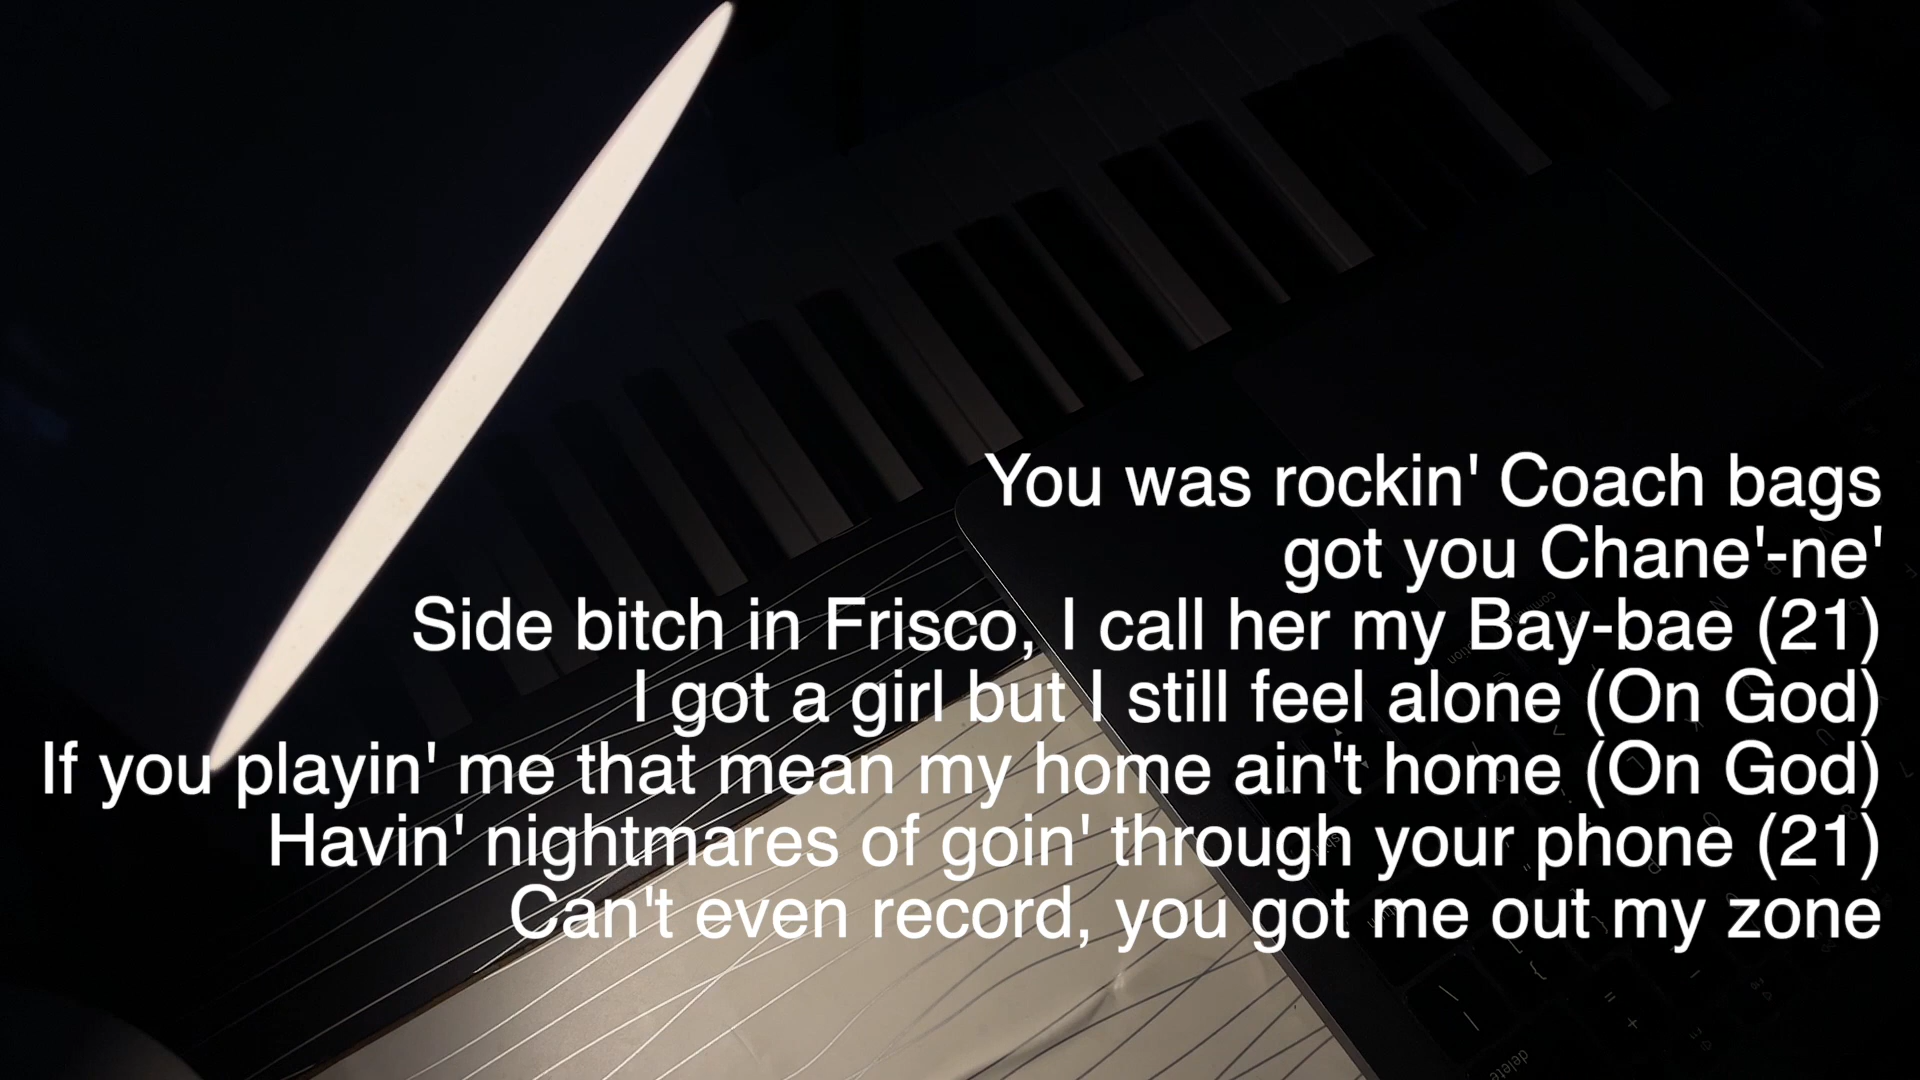 You was rockin' Coach bags
got you Chane'-ne'
Side bitch in Frisco, I call her my Bay-bae (21)
I got a girl but I still feel alone (On God)
If you playin' me that mean my home ain't home (On God)
Havin' nightmares of goin' through your phone (21)
Can't even record, you got me out my zone
delete